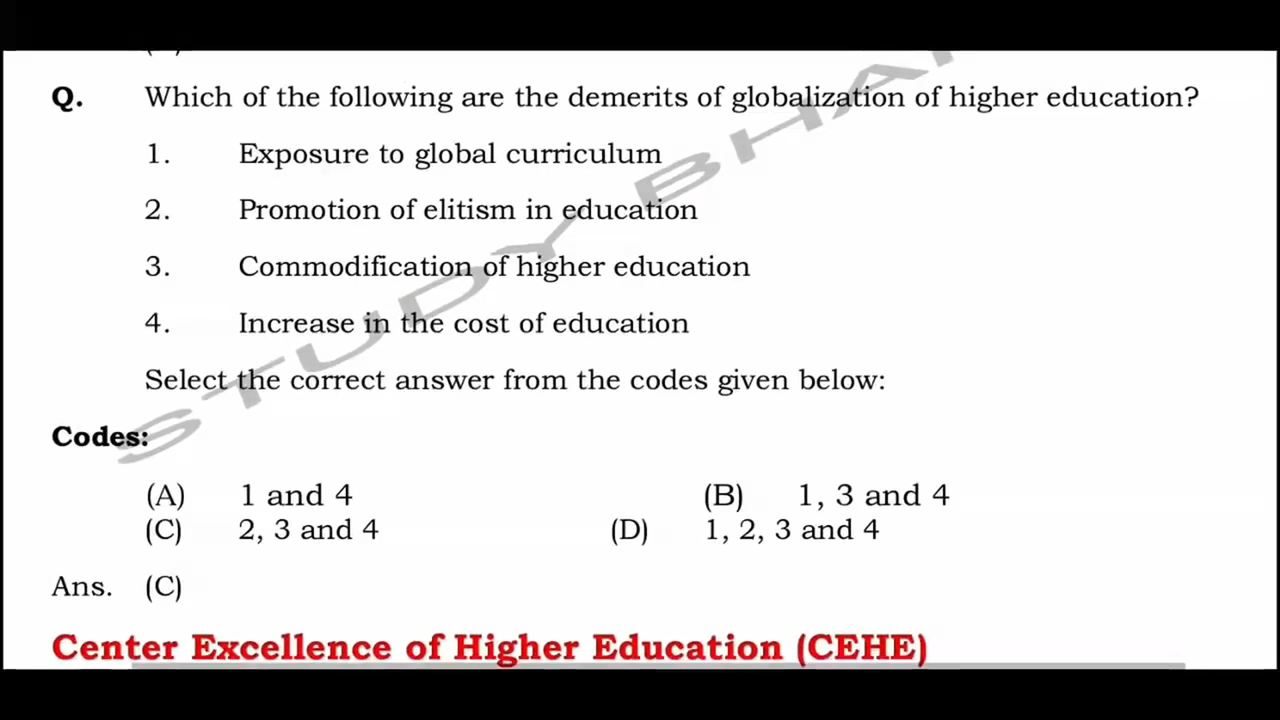 Q. Which of the following are the demerits of globalization of higher education?
1. Exposure to global curriculum
2. Promotion of elitism in education
3. Commodification of higher education
4. Increase in the cost of education
Select the correct answer from the codes given below:
Codes:
(A) 1 and 4 (B) 1, 3 and 4
(C) 2, 3 and 4 (D) 1, 2, 3 and 4
Ans. (C)
Center Excellence of Higher Education (CEHE)
STUDY